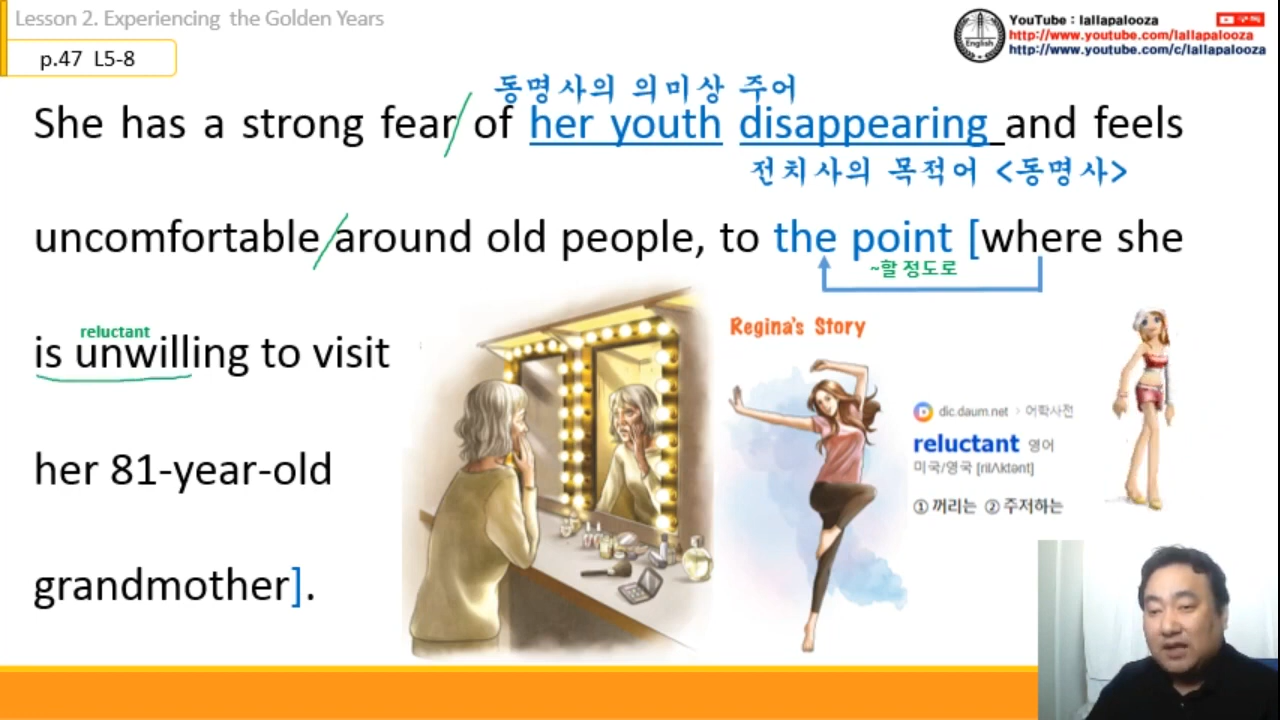 Lesson 2. Experiencing the Golden Years
YouTube : lallapalooza
구독
http://www.youtube.com/lallapalooza
http://www.youtube.com/c/lallapalooza
English
p.47 L5-8
동명사의 의미상 주어
She has a strong fear of her youth disappearing and feels
전치사의 목적어 <동명사>
uncomfortable around old people, to the point [where she
~할 정도로
reluctant
is unwilling to visit
her 81-year-old
grandmother].
Regina's Story
dic.daum.net › 어학사전
reluctant 영어
미국/영국 [rilʌktənt]
① 꺼리는 ② 주저하는